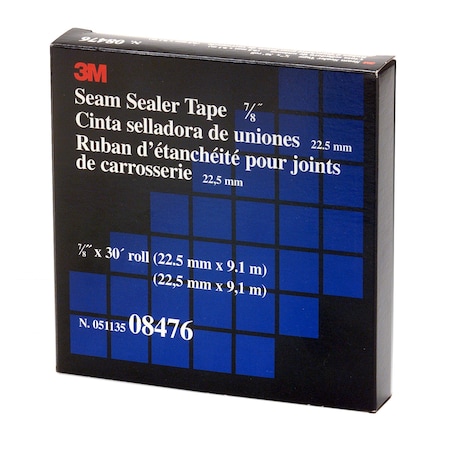 3M
Seam Sealer Tape 7/8″
Cinta selladora de uniones 22.5 mm
Ruban d'étanchéité pour joints
de carrosserie 22,5 mm
7/8″ x 30′ roll (22.5 mm x 9.1 m)
(22,5 mm x 9,1 m)
N. 051135 08476
08476